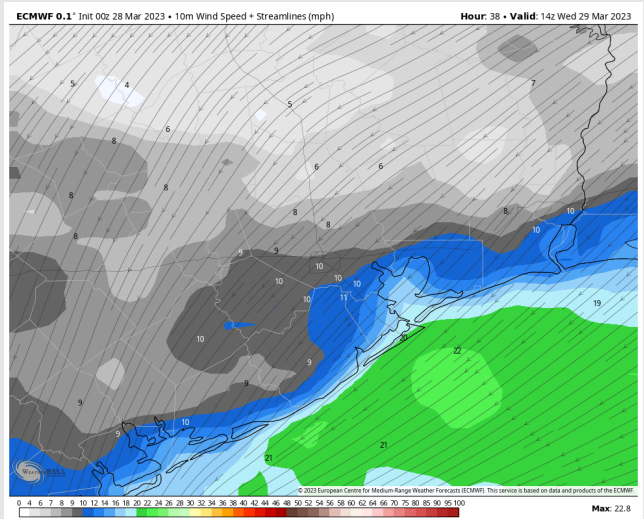 ECMWF 0.1° Init 00z 28 Mar 2023 • 10m Wind Speed + Streamlines (mph) Hour: 38 • Valid: 14z Wed 29 Mar 2023
5 4 7
5
6
8
6 6
8 8
8 8 10
8 8 10
9 9
10
10 10 10
10 11 19
10 20
22
9
9
9
10
9
21
21
WEATHERBELL
© 2023 European Centre for Medium-Range Weather Forecasts (ECMWF). This service is based on data and products of the ECMWF.
0 4 6 7 8 9 10 12 14 16 18 20 22 24 26 28 30 32 34 36 38 40 42 44 46 48 50 52 54 56 58 60 65 70 75 80 85 90 95 100
Max: 22.8